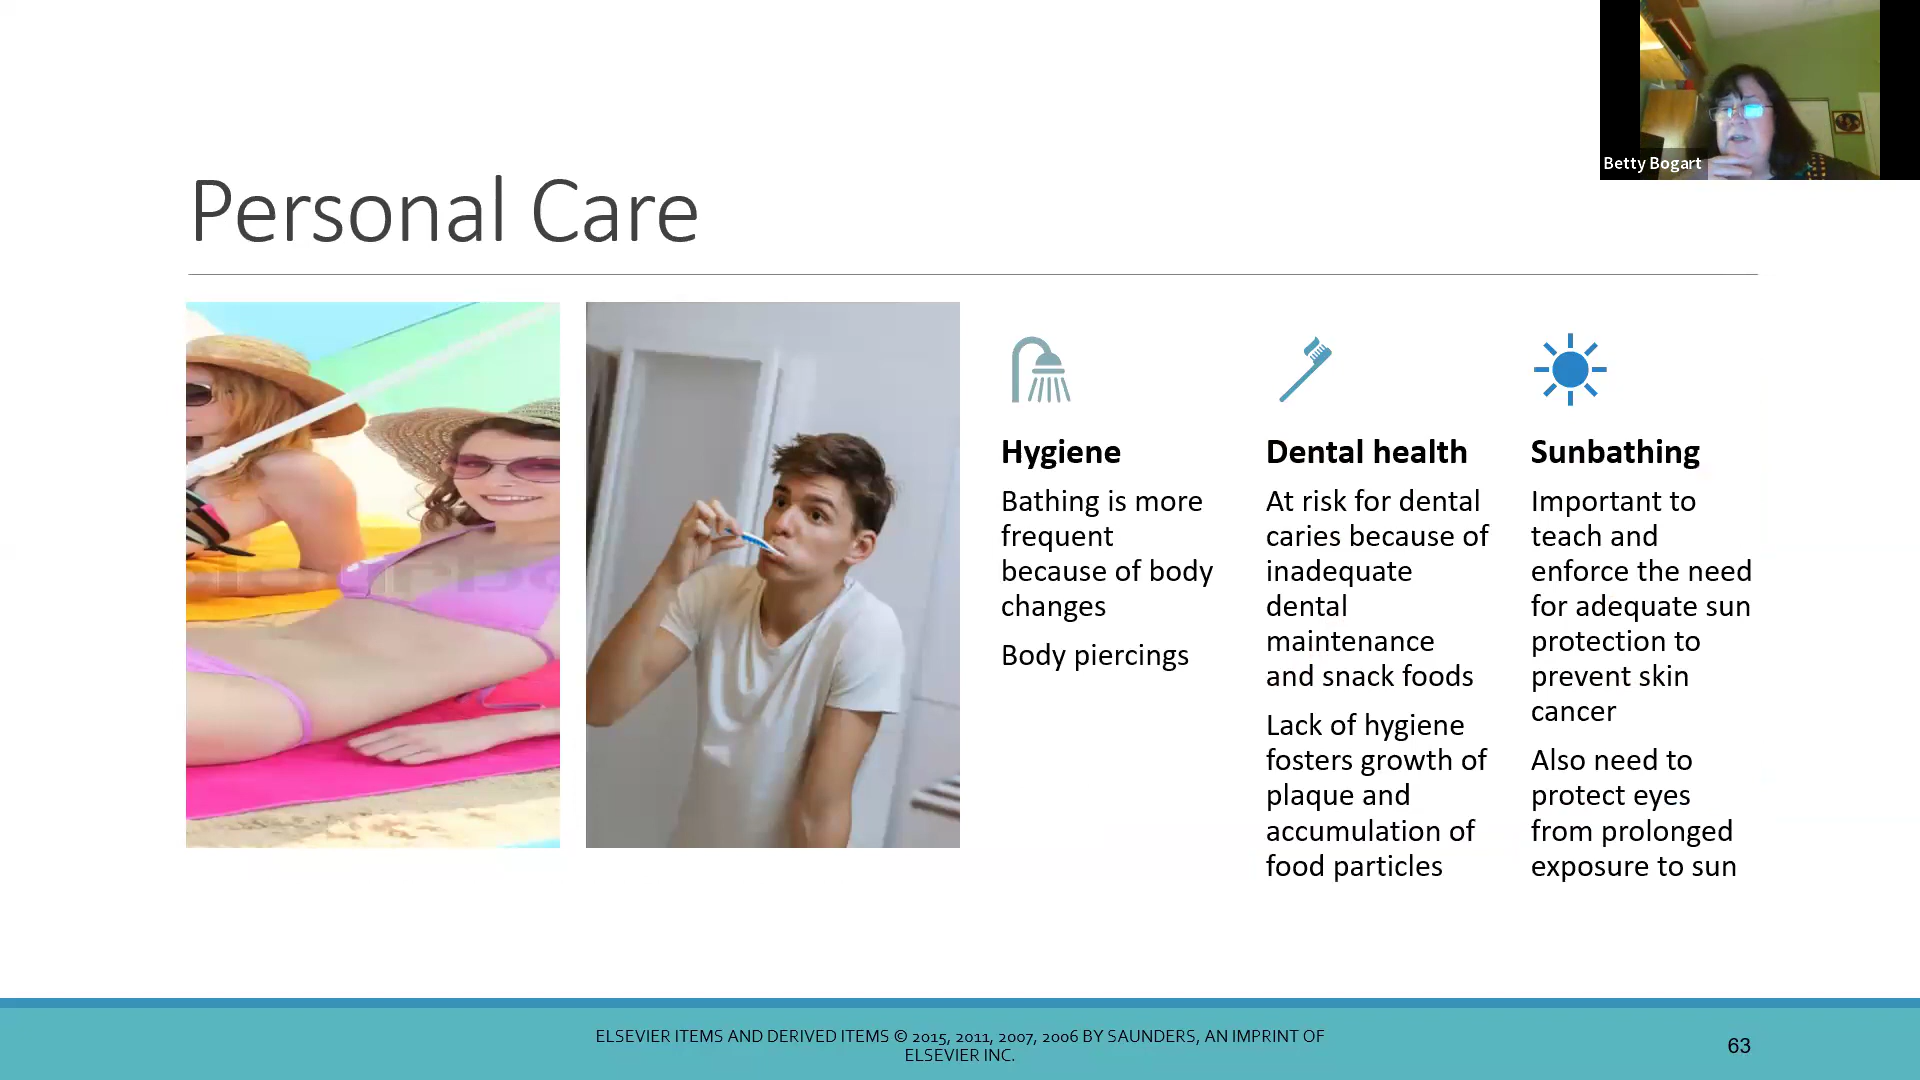 Betty Bogart
Personal Care
Hygiene
Bathing is more
frequent
because of body
changes
Body piercings
Dental health
At risk for dental
caries because of
inadequate
dental
maintenance
and snack foods
Lack of hygiene
fosters growth of
plaque and
accumulation of
food particles
Sunbathing
Important to
teach and
enforce the need
for adequate sun
protection to
prevent skin
cancer
Also need to
protect eyes
from prolonged
exposure to sun
ELSEVIER ITEMS AND DERIVED ITEMS © 2015, 2011, 2007, 2006 BY SAUNDERS, AN IMPRINT OF
ELSEVIER INC.
63